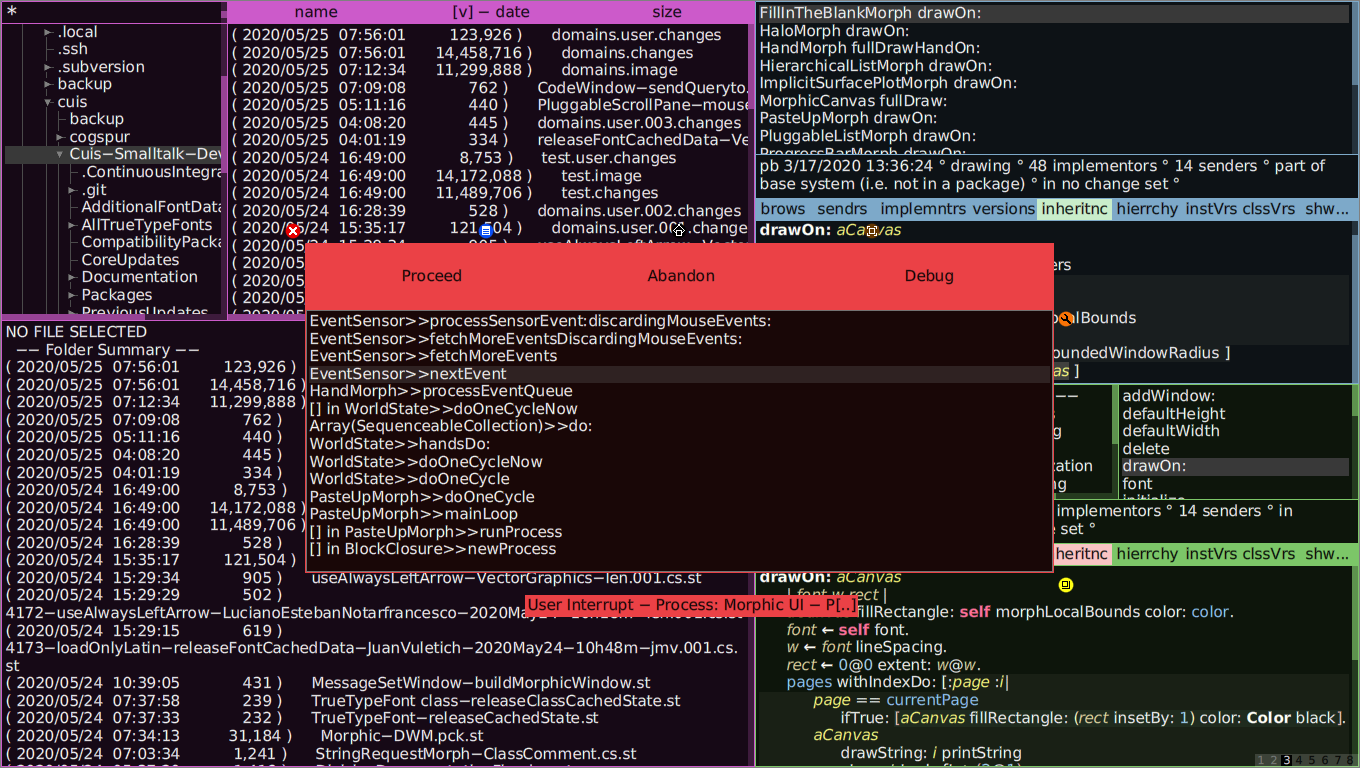 *
.local
.ssh
.subversion
backup
cuis
backup
cogspur
Cuis−Smalltalk−Dev
.ContinuousIntegra
.git
AdditionalFontData
AllTrueTypeFonts
CompatibilityPacka
CoreUpdates
Documentation
Packages
PreviousUpdates
name [v] − date size
( 2020/05/25 07:56:01 123,926 ) domains.user.changes
( 2020/05/25 07:56:01 14,458,716 ) domains.changes
( 2020/05/25 07:12:34 11,299,888 ) domains.image
( 2020/05/25 07:09:08 762 ) CodeWindow−sendQueryto.
( 2020/05/25 05:11:16 440 ) PluggableScrollPane−mouse
( 2020/05/25 04:08:20 445 ) domains.user.003.changes
( 2020/05/25 04:01:19 334 ) releaseFontCachedData−Ve
( 2020/05/24 16:49:00 8,753 ) test.user.changes
( 2020/05/24 16:49:00 14,172,088 ) test.image
( 2020/05/24 16:49:00 11,489,706 ) test.changes
( 2020/05/24 16:28:39 528 ) domains.user.002.changes
( 2020/05/24 15:35:17 121 04 ) domains.user.00 .change
( 2020/05
( 2020/05
( 2020/05
( 2020/05
FillInTheBlankMorph drawOn:
HaloMorph drawOn:
HandMorph fullDrawHandOn:
HierarchicalListMorph drawOn:
ImplicitSurfacePlotMorph drawOn:
MorphicCanvas fullDraw:
PasteUpMorph drawOn:
PluggableListMorph drawOn:
ProgressBarMorph drawOn:
pb 3/17/2020 13:36:24 ° drawing ° 48 implementors ° 14 senders ° part of
base system (i.e. not in a package) ° in no change set °
brows sendrs implemntrs versions inheritnc hierrchy instVrs clssVrs shw...
drawOn: aCanvas
ers
calBounds
oundedWindowRadius ]
as ]
Proceed Abandon Debug
EventSensor>>processSensorEvent:discardingMouseEvents:
EventSensor>>fetchMoreEventsDiscardingMouseEvents:
EventSensor>>fetchMoreEvents
EventSensor>>nextEvent
HandMorph>>processEventQueue
[] in WorldState>>doOneCycleNow
Array(SequenceableCollection)>>do:
WorldState>>handsDo:
WorldState>>doOneCycleNow
WorldState>>doOneCycle
PasteUpMorph>>doOneCycle
PasteUpMorph>>mainLoop
[] in PasteUpMorph>>runProcess
[] in BlockClosure>>newProcess
User Interrupt − Process: Morphic UI − P[..]
NO FILE SELECTED
−− Folder Summary −−
( 2020/05/25 07:56:01 123,926 )
( 2020/05/25 07:56:01 14,458,716 )
( 2020/05/25 07:12:34 11,299,888 )
( 2020/05/25 07:09:08 762 )
( 2020/05/25 05:11:16 440 )
( 2020/05/25 04:08:20 445 )
( 2020/05/25 04:01:19 334 )
( 2020/05/24 16:49:00 8,753 )
( 2020/05/24 16:49:00 14,172,088 )
( 2020/05/24 16:49:00 11,489,706 )
( 2020/05/24 16:28:39 528 )
( 2020/05/24 15:35:17 121,504 )
( 2020/05/24 15:29:34 905 ) useAlwaysLeftArrow−VectorGraphics−len.001.cs.st
( 2020/05/24 15:29:29 502 )
4172−useAlwaysLeftArrow−LucianoEstebanNotarfrancesco−2020May
( 2020/05/24 15:29:15 619 )
4173−loadOnlyLatin−releaseFontCachedData−JuanVuletich−2020May24−10h48m−jmv.001.cs.
st
( 2020/05/24 10:39:05 431 ) MessageSetWindow−buildMorphicWindow.st
( 2020/05/24 07:37:58 239 ) TrueTypeFont class−releaseClassCachedState.st
( 2020/05/24 07:37:33 232 ) TrueTypeFont−releaseCachedState.st
( 2020/05/24 07:34:13 31,184 ) Morphic−DWM.pck.st
( 2020/05/24 07:03:34 1,241 ) StringRequestMorph−ClassComment.cs.st
−−
g
zation
ng
addWindow:
defaultHeight
defaultWidth
delete
drawOn:
font
initialize
implementors ° 14 senders ° in
e set °
heritnc hierrchy instVrs clssVrs shw...
drawOn: aCanvas
| font w rect |
fillRectangle: self morphLocalBounds color: color.
font ← self font.
w ← font lineSpacing.
rect ← 0@0 extent: w@w.
pages withIndexDo: [:page :i|
page == currentPage
ifTrue: [aCanvas fillRectangle: (rect insetBy: 1) color: Color black].
aCanvas
drawString: i printString
1 2 3 4 5 6 7 8